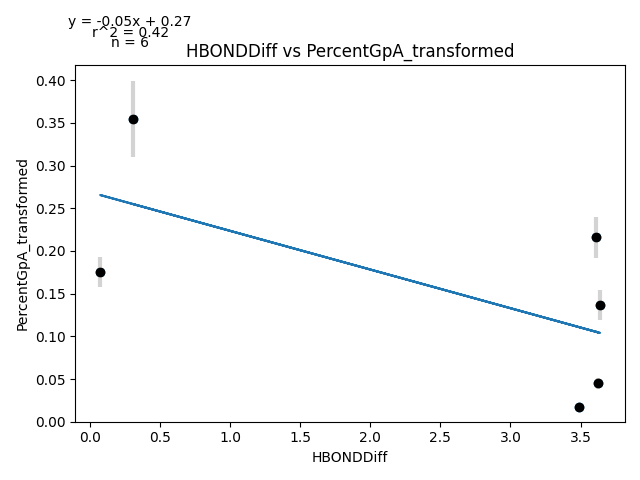 y = -0.05x + 0.27
r^2 = 0.42
n = 6
HBONDDiff vs PercentGpA_transformed
PercentGpA_transformed
0.40
0.35
0.30
0.25
0.20
0.15
0.10
0.05
0.00
0.0 0.5 1.0 1.5 2.0 2.5 3.0 3.5
HBONDDiff